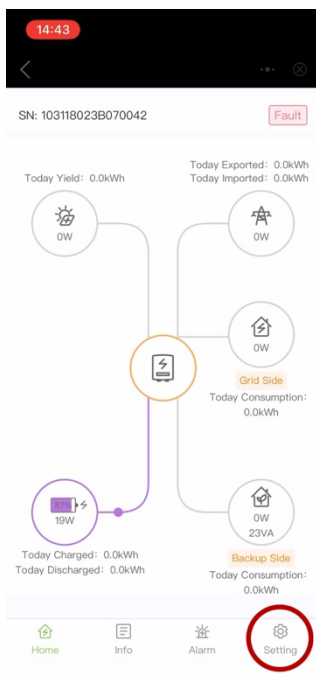 14:43
SN: 103118023B070042
Fault
Today Exported: 0.0kWh
Today Yield: 0.0kWh
Today Imported: 0.0kWh
0W
0W
0W
Grid Side
Today Consumption:
0.0kWh
87%
19W
0W
23VA
Today Charged: 0.0kWh
Backup Side
Today Discharged: 0.0kWh
Today Consumption:
0.0kWh
Home
Info
Alarm
Setting